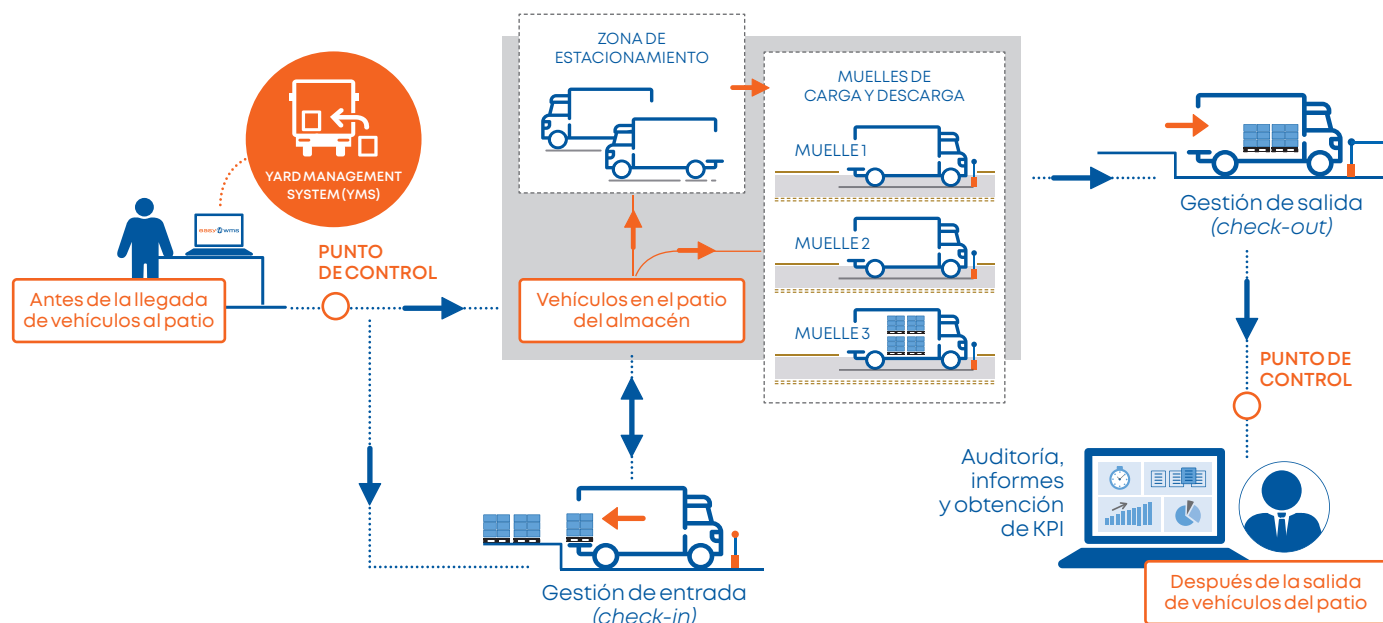 ZONA DE
ESTACIONAMIENTO
MUELLES DE
CARGA Y DESCARGA
MUELLE 1
MUELLE 2
MUELLE 3
YARD MANAGEMENT
SYSTEM (YMS)
easy wms
PUNTO
DE CONTROL
Antes de la llegada
de vehículos al patio
Vehículos en el patio
del almacén
Gestión de entrada
(check-in)
Gestión de salida
(check-out)
PUNTO DE
CONTROL
Auditoría,
informes
y obtención
de KPI
Después de la salida
de vehículos del patio